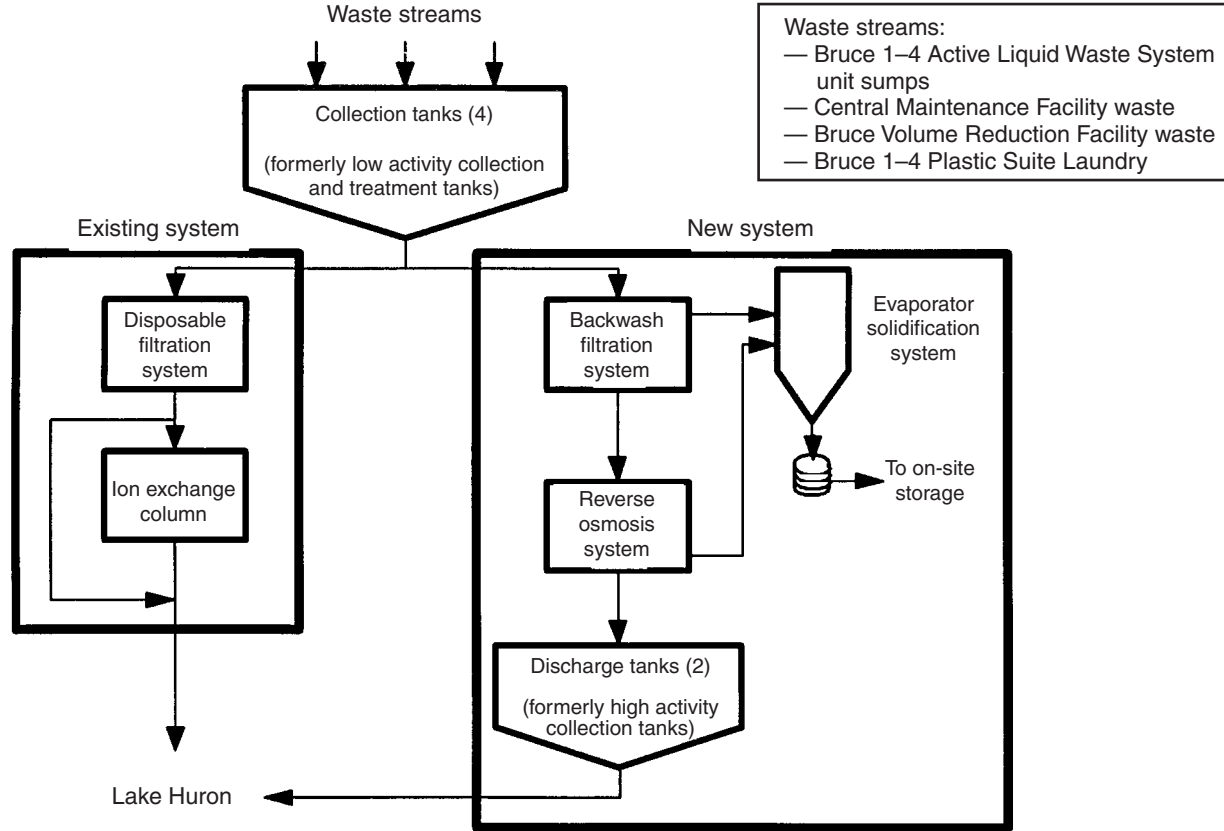 Waste streams
Waste streams:
— Bruce 1–4 Active Liquid Waste System
unit sumps
— Central Maintenance Facility waste
— Bruce Volume Reduction Facility waste
— Bruce 1–4 Plastic Suite Laundry
Collection tanks (4)
(formerly low activity collection
and treatment tanks)
Existing system
New system
Disposable
filtration
system
Ion exchange
column
Backwash
filtration
system
Evaporator
solidification
system
Reverse
osmosis
system
To on-site
storage
Discharge tanks (2)
(formerly high activity
collection tanks)
Lake Huron